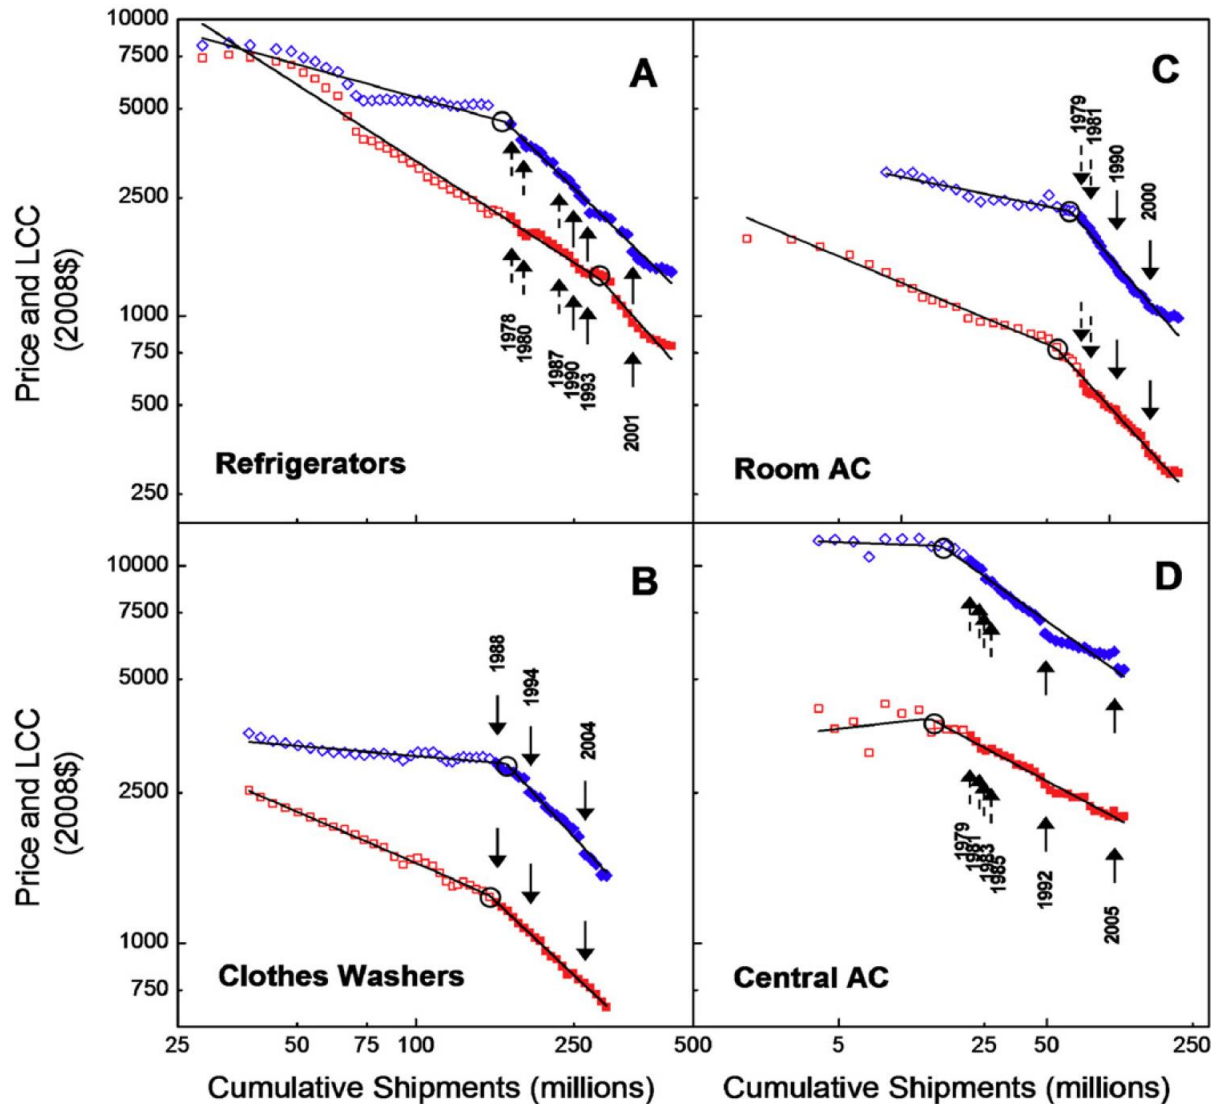 10000
7500
5000
2500
1000
750
500
250
Price and LCC
(2008$)
A
1978
1980
1987
1990
1993
2001
Refrigerators
C
1979
1981
1990
2000
Room AC
10000
7500
5000
2500
1000
750
Price and LCC
(2008$)
B
1988
1994
2004
Clothes Washers
D
1979
1981
1983
1985
1992
2005
Central AC
25 50 75 100 250 500
5 25 50 250
Cumulative Shipments (millions)
Cumulative Shipments (millions)